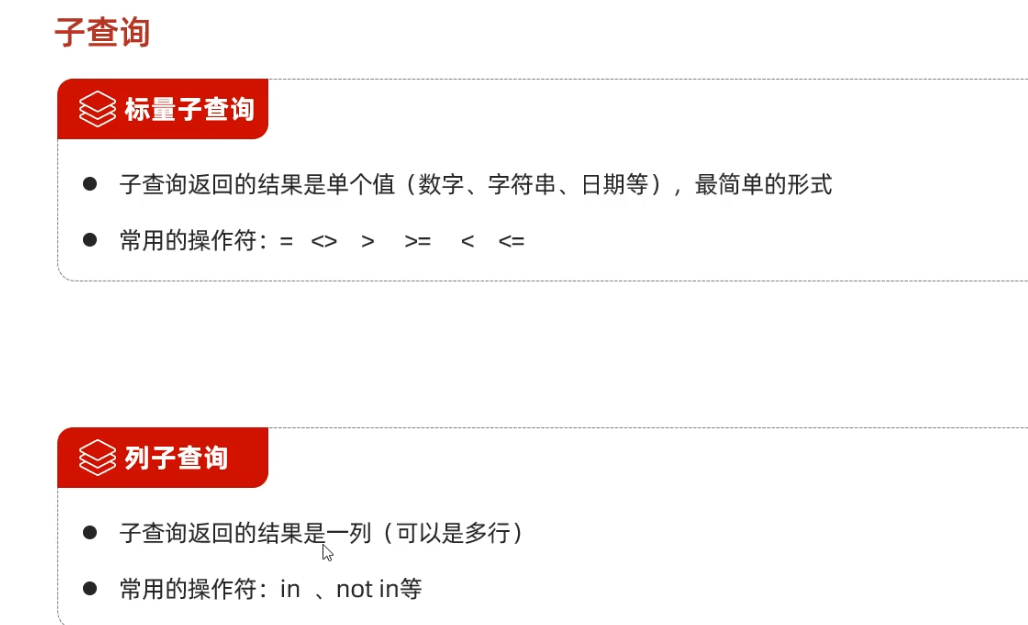 子查询
标量子查询
子查询返回的结果是单个值（数字、字符串、日期等），最简单的形式
常用的操作符：= <> > >= < <=
列子查询
子查询返回的结果是一列（可以是多行）
常用的操作符：in 、not in等